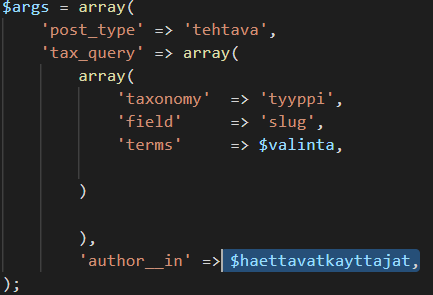 $args = array(
'post_type' => 'tehtava',
'tax_query' => array(
array(
'taxonomy' => 'tyyppi',
'field' => 'slug',
'terms' => $valinta,
)
),
'author__in' => $haettavatkayttajat,
);